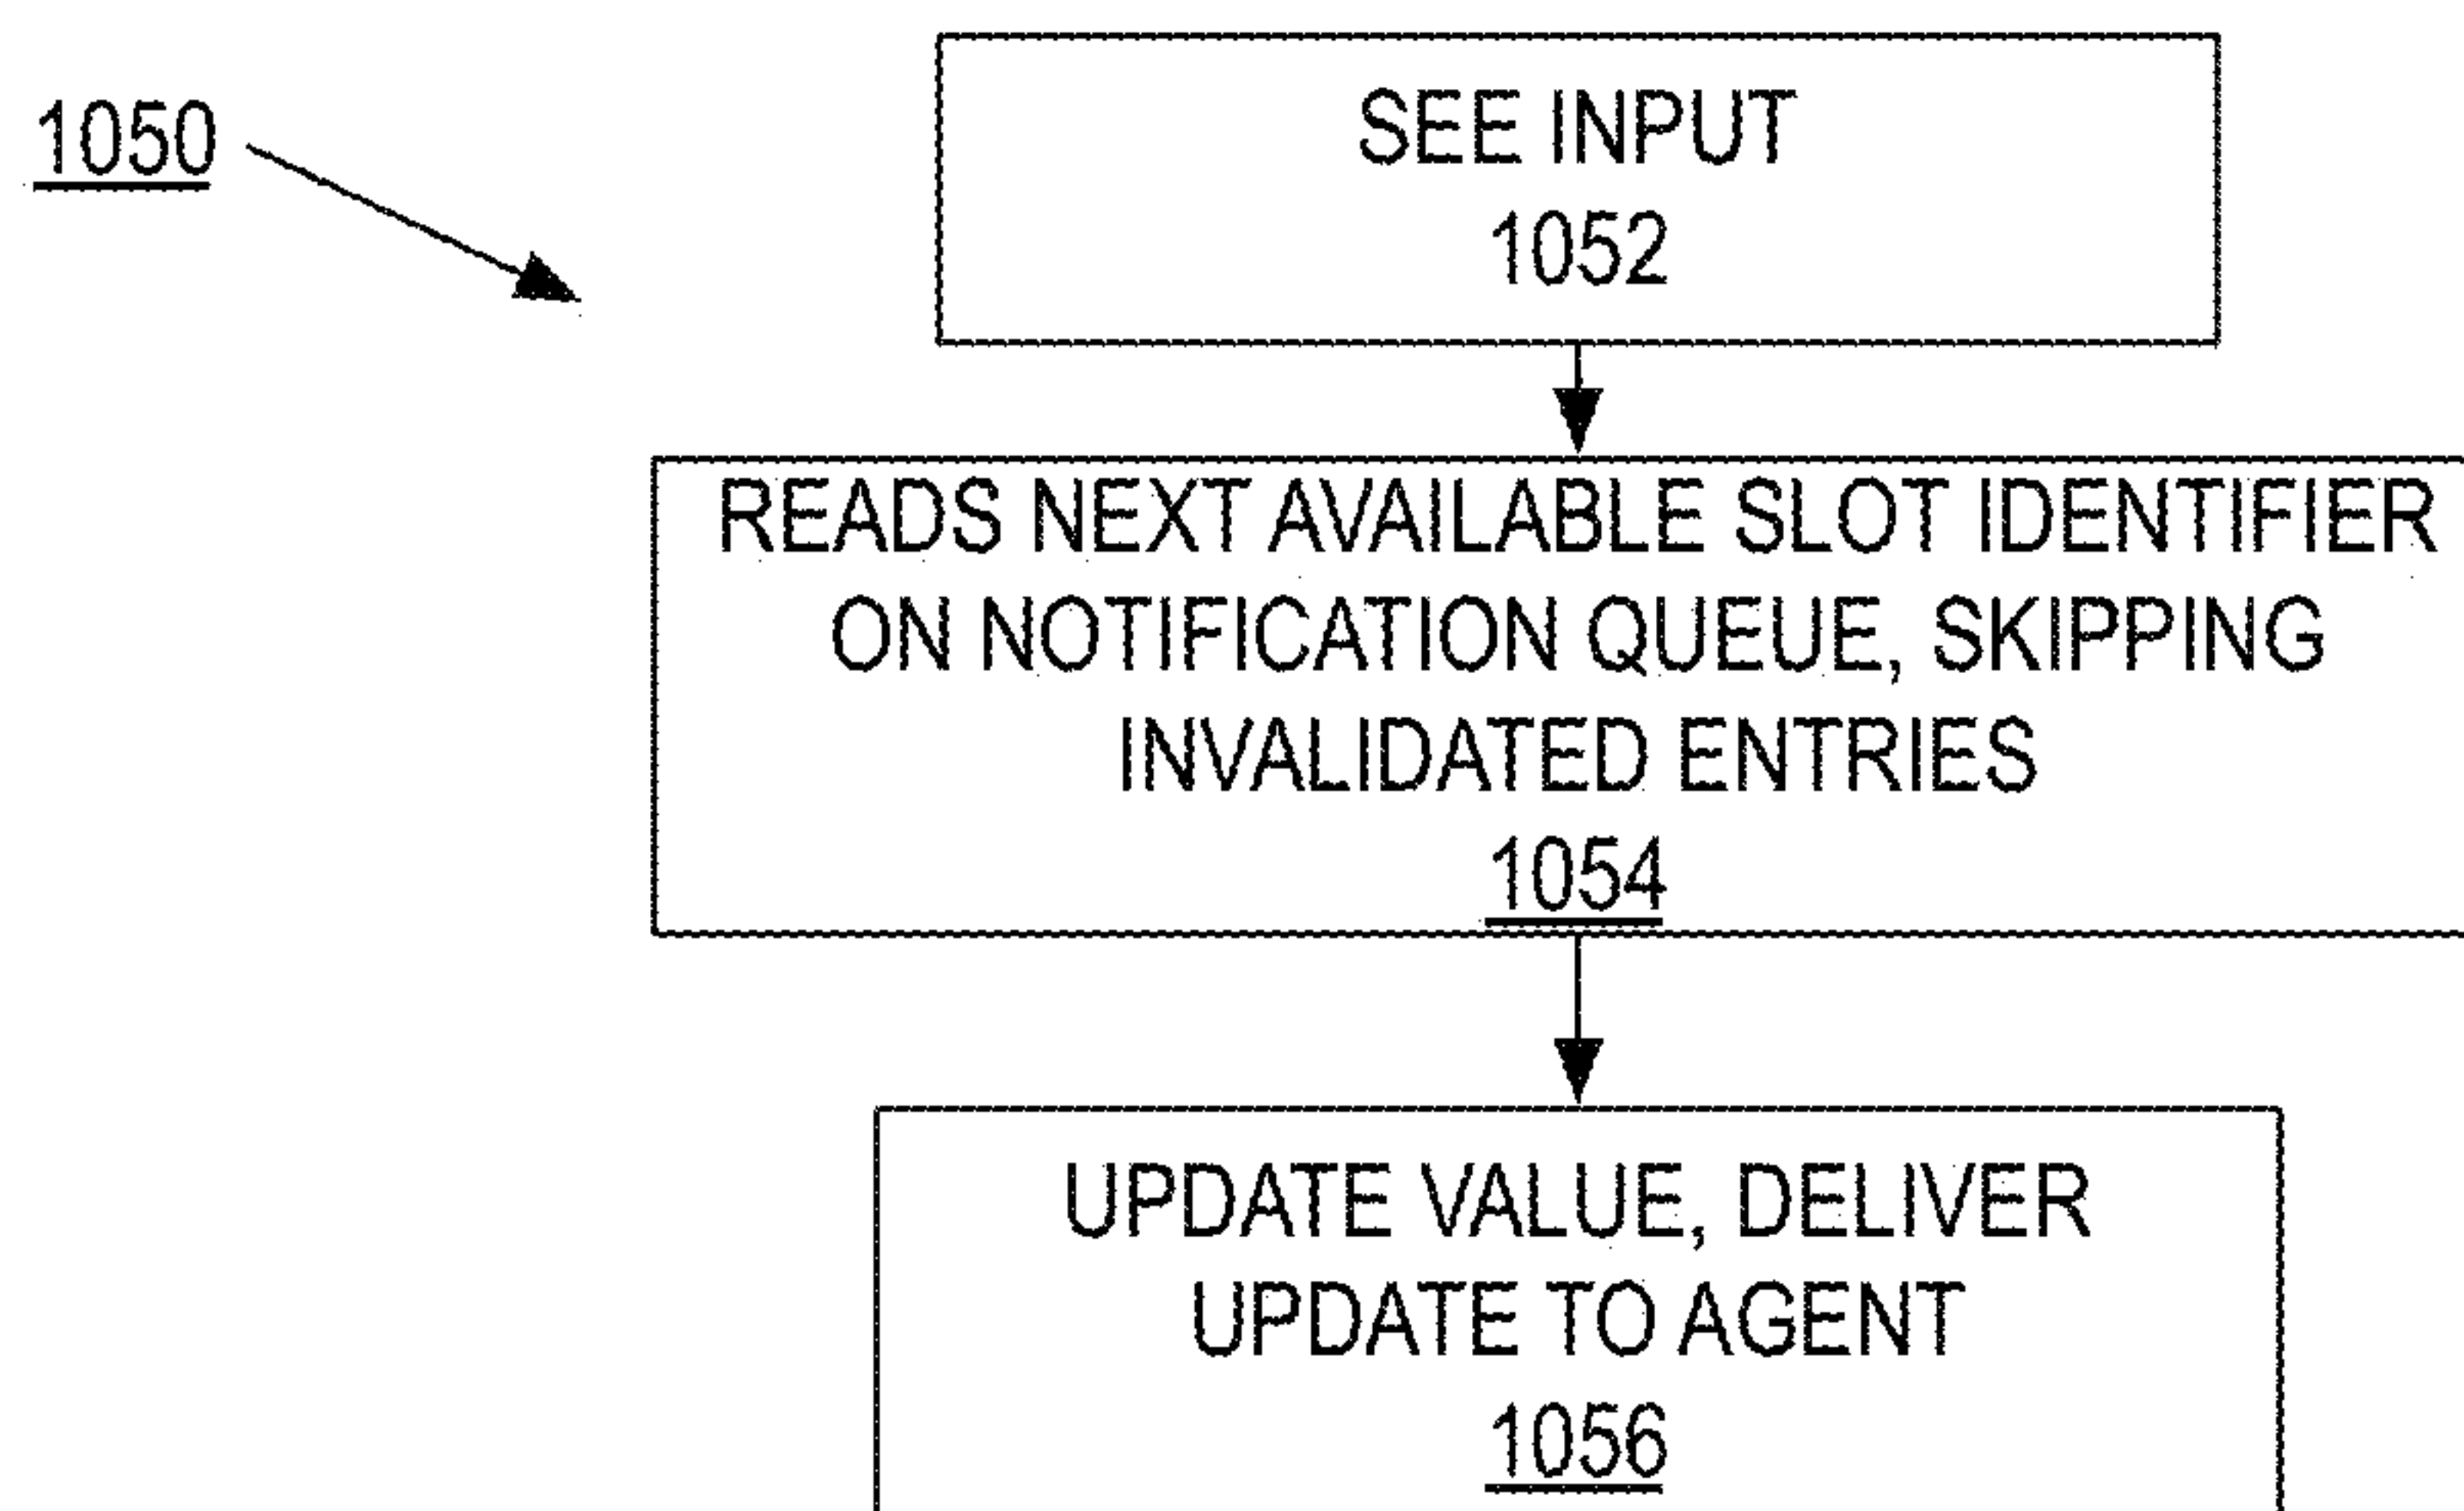 1050
SEE INPUT
1052
READS NEXT AVAILABLE SLOT IDENTIFIER
ON NOTIFICATION QUEUE, SKIPPING
INVALIDATED ENTRIES
1054
UPDATE VALUE, DELIVER
UPDATE TO AGENT
1056